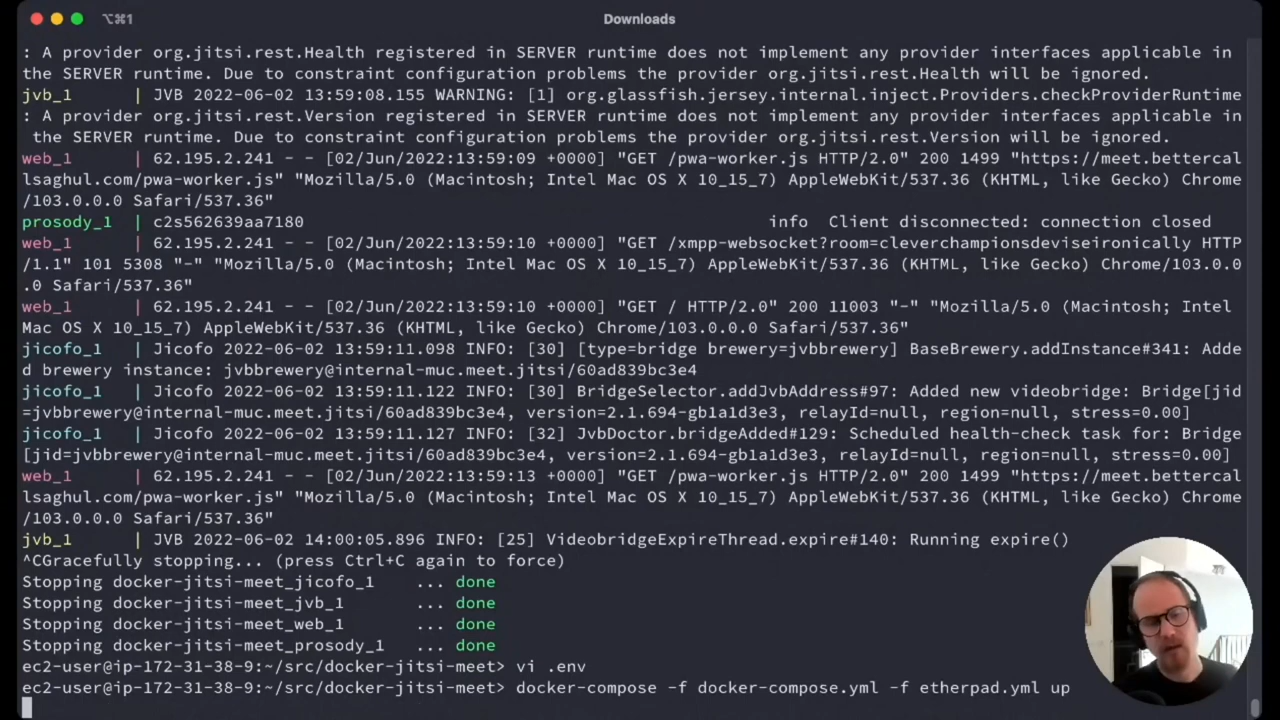 ⌥⌘1
Downloads
: A provider org.jitsi.rest.Health registered in SERVER runtime does not implement any provider interfaces applicable in
the SERVER runtime. Due to constraint configuration problems the provider org.jitsi.rest.Health will be ignored.
jvb_1       | JVB 2022-06-02 13:59:08.155 WARNING: [1] org.glassfish.jersey.internal.inject.Providers.checkProviderRuntime
: A provider org.jitsi.rest.Version registered in SERVER runtime does not implement any provider interfaces applicable in
 the SERVER runtime. Due to constraint configuration problems the provider org.jitsi.rest.Version will be ignored.
web_1       | 62.195.2.241 - - [02/Jun/2022:13:59:09 +0000] "GET /pwa-worker.js HTTP/2.0" 200 1499 "https://meet.bettercal
lsaghul.com/pwa-worker.js" "Mozilla/5.0 (Macintosh; Intel Mac OS X 10_15_7) AppleWebKit/537.36 (KHTML, like Gecko) Chrome
/103.0.0.0 Safari/537.36"
prosody_1   | c2s562639aa7180                                              info  Client disconnected: connection closed
web_1       | 62.195.2.241 - - [02/Jun/2022:13:59:10 +0000] "GET /xmpp-websocket?room=cleverchampionsdeviseironically HTTP
/1.1" 101 5308 "-" "Mozilla/5.0 (Macintosh; Intel Mac OS X 10_15_7) AppleWebKit/537.36 (KHTML, like Gecko) Chrome/103.0.0
.0 Safari/537.36"
web_1       | 62.195.2.241 - - [02/Jun/2022:13:59:10 +0000] "GET / HTTP/2.0" 200 11003 "-" "Mozilla/5.0 (Macintosh; Intel
Mac OS X 10_15_7) AppleWebKit/537.36 (KHTML, like Gecko) Chrome/103.0.0.0 Safari/537.36"
jicofo_1    | Jicofo 2022-06-02 13:59:11.098 INFO: [30] [type=bridge brewery=jvbbrewery] BaseBrewery.addInstance#341: Adde
d brewery instance: jvbbrewery@internal-muc.meet.jitsi/60ad839bc3e4
jicofo_1    | Jicofo 2022-06-02 13:59:11.122 INFO: [30] BridgeSelector.addJvbAddress#97: Added new videobridge: Bridge[jid
=jvbbrewery@internal-muc.meet.jitsi/60ad839bc3e4, version=2.1.694-gb1a1d3e3, relayId=null, region=null, stress=0.00]
jicofo_1    | Jicofo 2022-06-02 13:59:11.127 INFO: [32] JvbDoctor.bridgeAdded#129: Scheduled health-check task for: Bridge
[jid=jvbbrewery@internal-muc.meet.jitsi/60ad839bc3e4, version=2.1.694-gb1a1d3e3, relayId=null, region=null, stress=0.00]
web_1       | 62.195.2.241 - - [02/Jun/2022:13:59:13 +0000] "GET /pwa-worker.js HTTP/2.0" 200 1499 "https://meet.bettercal
lsaghul.com/pwa-worker.js" "Mozilla/5.0 (Macintosh; Intel Mac OS X 10_15_7) AppleWebKit/537.36 (KHTML, like Gecko) Chrome
/103.0.0.0 Safari/537.36"
jvb_1       | JVB 2022-06-02 14:00:05.896 INFO: [25] VideobridgeExpireThread.expire#140: Running expire()
^CGracefully stopping... (press Ctrl+C again to force)
Stopping docker-jitsi-meet_jicofo_1    ... done
Stopping docker-jitsi-meet_jvb_1       ... done
Stopping docker-jitsi-meet_web_1       ... done
Stopping docker-jitsi-meet_prosody_1   ... done
ec2-user@ip-172-31-38-9:~/src/docker-jitsi-meet> vi .env
ec2-user@ip-172-31-38-9:~/src/docker-jitsi-meet> docker-compose -f docker-compose.yml -f etherpad.yml up